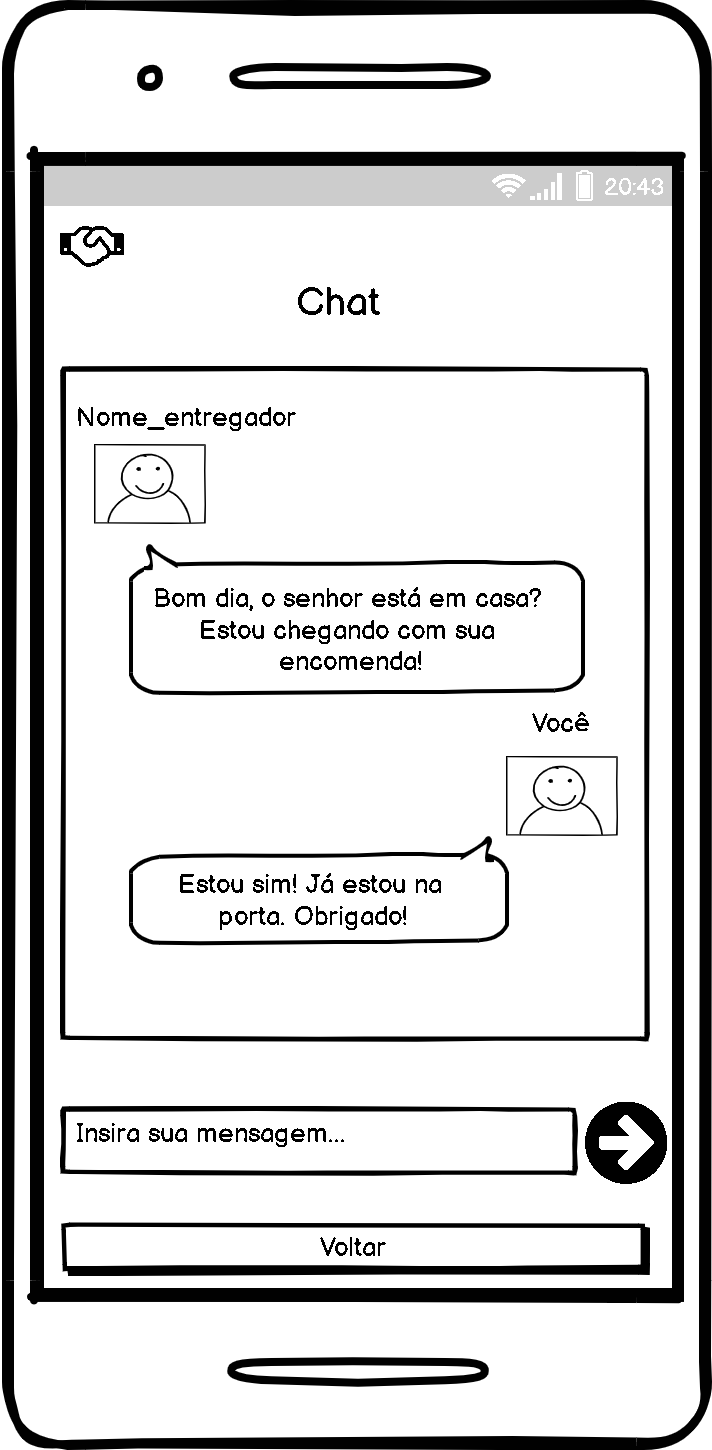 20:43
Chat
Nome_entregador
Bom dia, o senhor está em casa?
Estou chegando com sua
encomenda!
Você
Estou sim! Já estou na
porta. Obrigado!
Insira sua mensagem...
Voltar